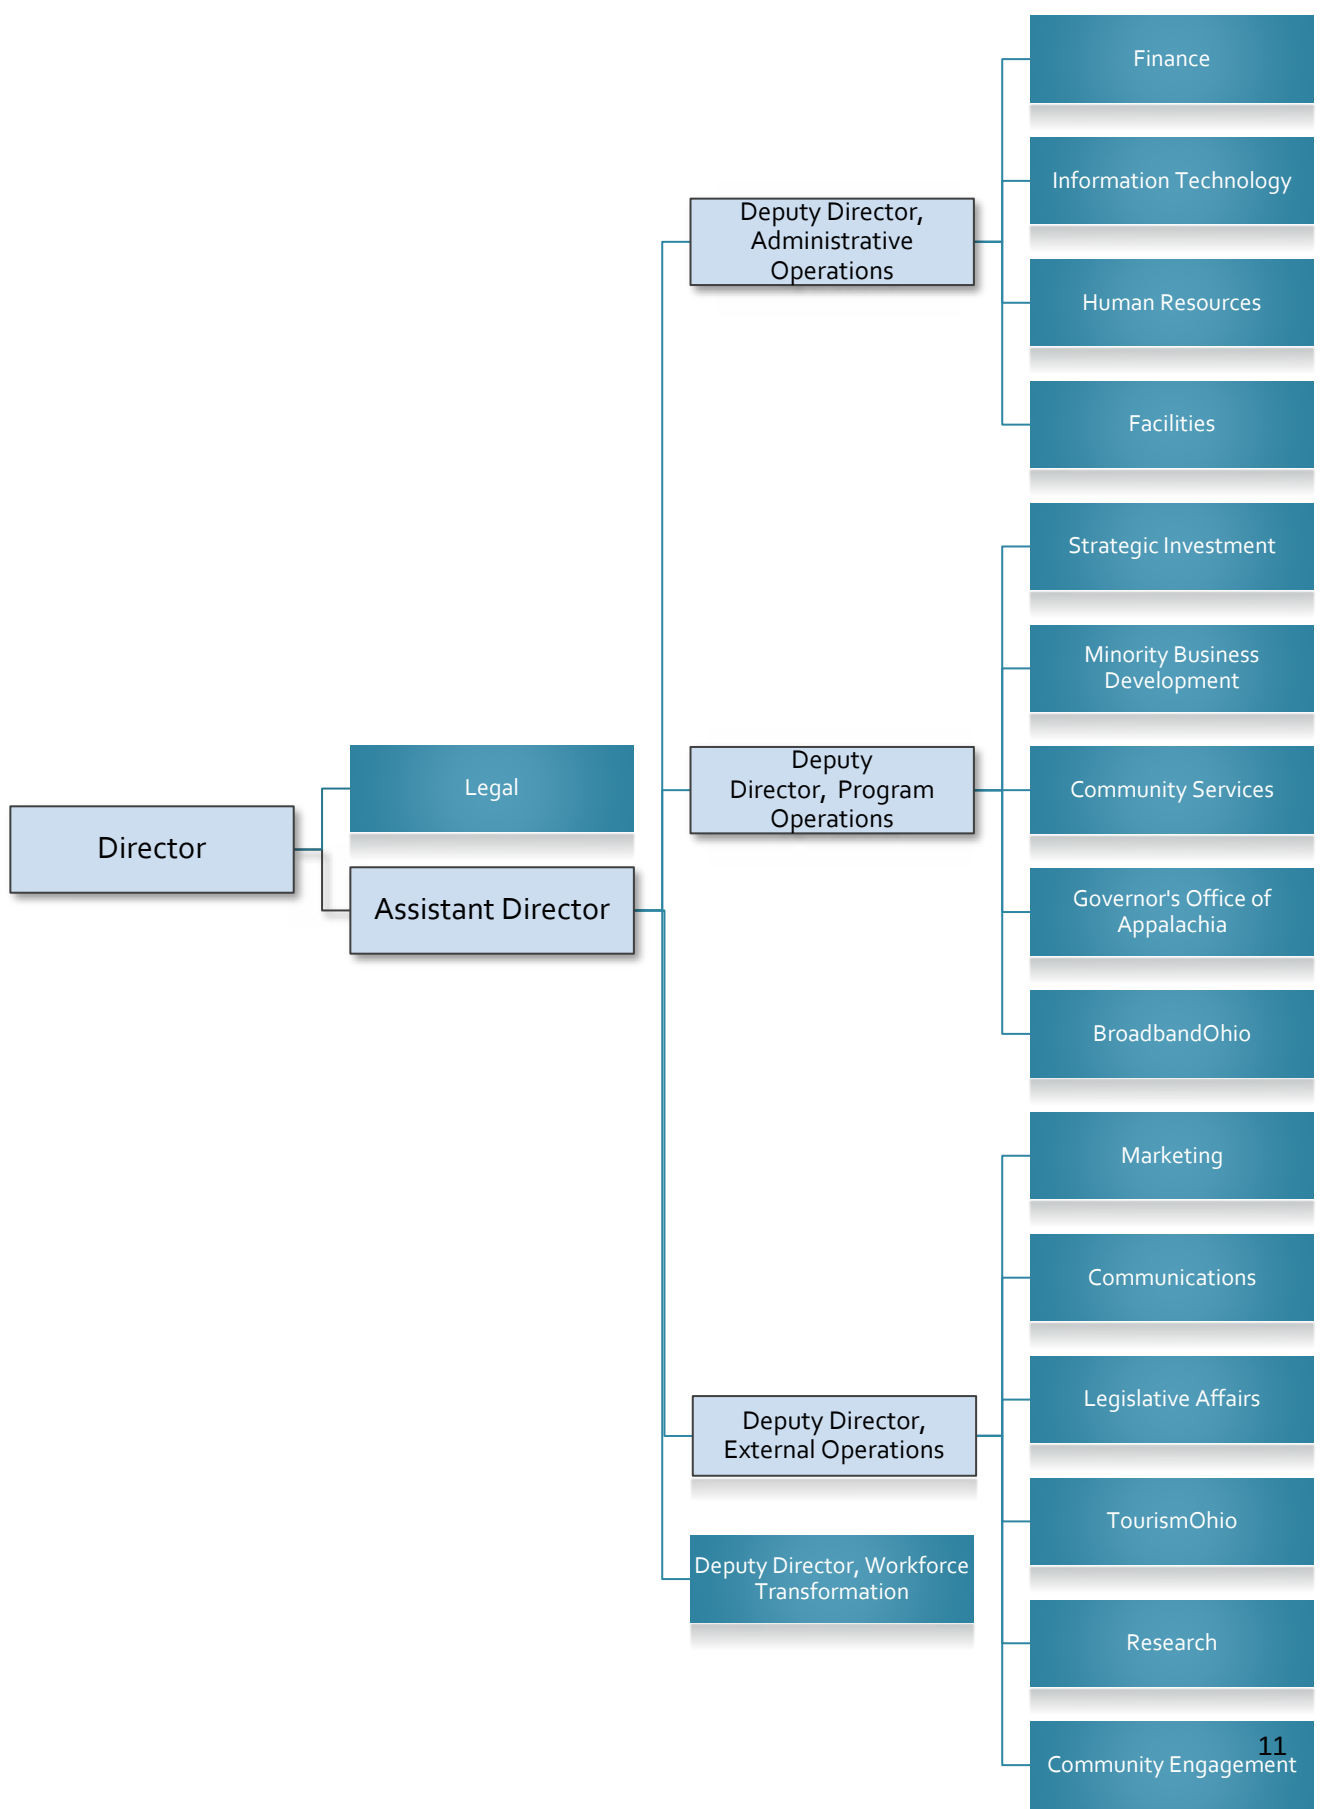 Director
Legal
Assistant Director
Deputy Director,
Administrative
Operations
Finance
Information Technology
Human Resources
Facilities
Deputy
Director,  Program
Operations
Strategic Investment
Minority Business
Development
Community Services
Governor's Office of
Appalachia
BroadbandOhio
Deputy Director,
External Operations
Marketing
Communications
Legislative Affairs
TourismOhio
Research
Community Engagement
Deputy Director, Workforce
Transformation
11